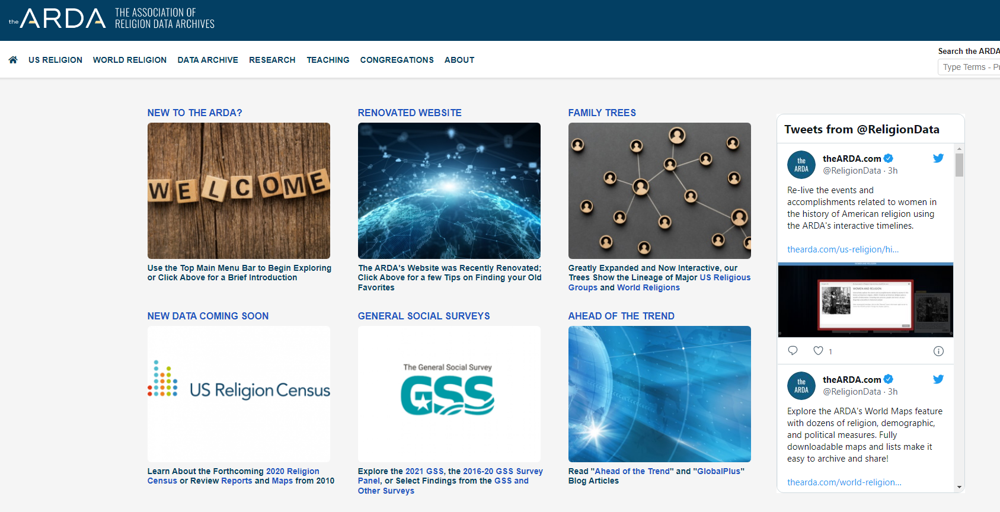 the ARDA
THE ASSOCIATION OF
RELIGION DATA ARCHIVES
US RELIGION
WORLD RELIGION
DATA ARCHIVE
RESEARCH
TEACHING
CONGREGATIONS
ABOUT
Search the ARDA
Type Terms - Pr
NEW TO THE ARDA?
WELCOME
Use the Top Main Menu Bar to Begin Exploring
or Click Above for a Brief Introduction
RENOVATED WEBSITE
The ARDA's Website was Recently Renovated;
Click Above for a few Tips on Finding your Old
Favorites
FAMILY TREES
Greatly Expanded and Now Interactive, our
Trees Show the Lineage of Major US Religious
Groups and World Religions
NEW DATA COMING SOON
US Religion Census
Learn About the Forthcoming 2020 Religion
Census or Review Reports and Maps from 2010
GENERAL SOCIAL SURVEYS
The General Social Survey
GSS
Explore the 2021 GSS, the 2016-20 GSS Survey
Panel, or Select Findings from the GSS and
Other Surveys
AHEAD OF THE TREND
Read "Ahead of the Trend" and "GlobalPlus"
Blog Articles
Tweets from @ReligionData
the
ARDA
theARDA.com
@ReligionData · 3h
Re-live the events and
accomplishments related to women in
the history of American religion using
the ARDA's interactive timelines.
thearda.com/us-religion/hi...
WOMEN AND RELIGION
1
the
ARDA
theARDA.com
@ReligionData · 3h
Explore the ARDA's World Maps feature
with dozens of religion, demographic,
and political measures. Fully
downloadable maps and lists make it
easy to archive and share!
thearda.com/world-religion...